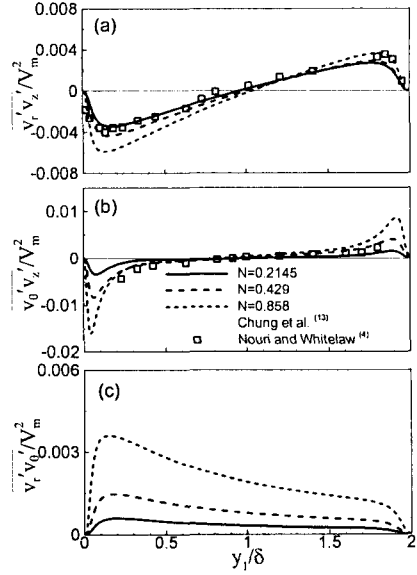 0.008
(a)
0.004
0
-0.004
-0.008
v_r' v_z'/V_m^2
0.01
(b)
0
-0.01
-0.02
v_θ' v_z'/V_m^2
N=0.2145
N=0.429
N=0.858
Chung et al. (13)
Nouri and Whitelaw (4)
0.006
(c)
0.003
0
v_r' v_θ'/V_m^2
0 0.5 1 1.5 2
y_1/δ